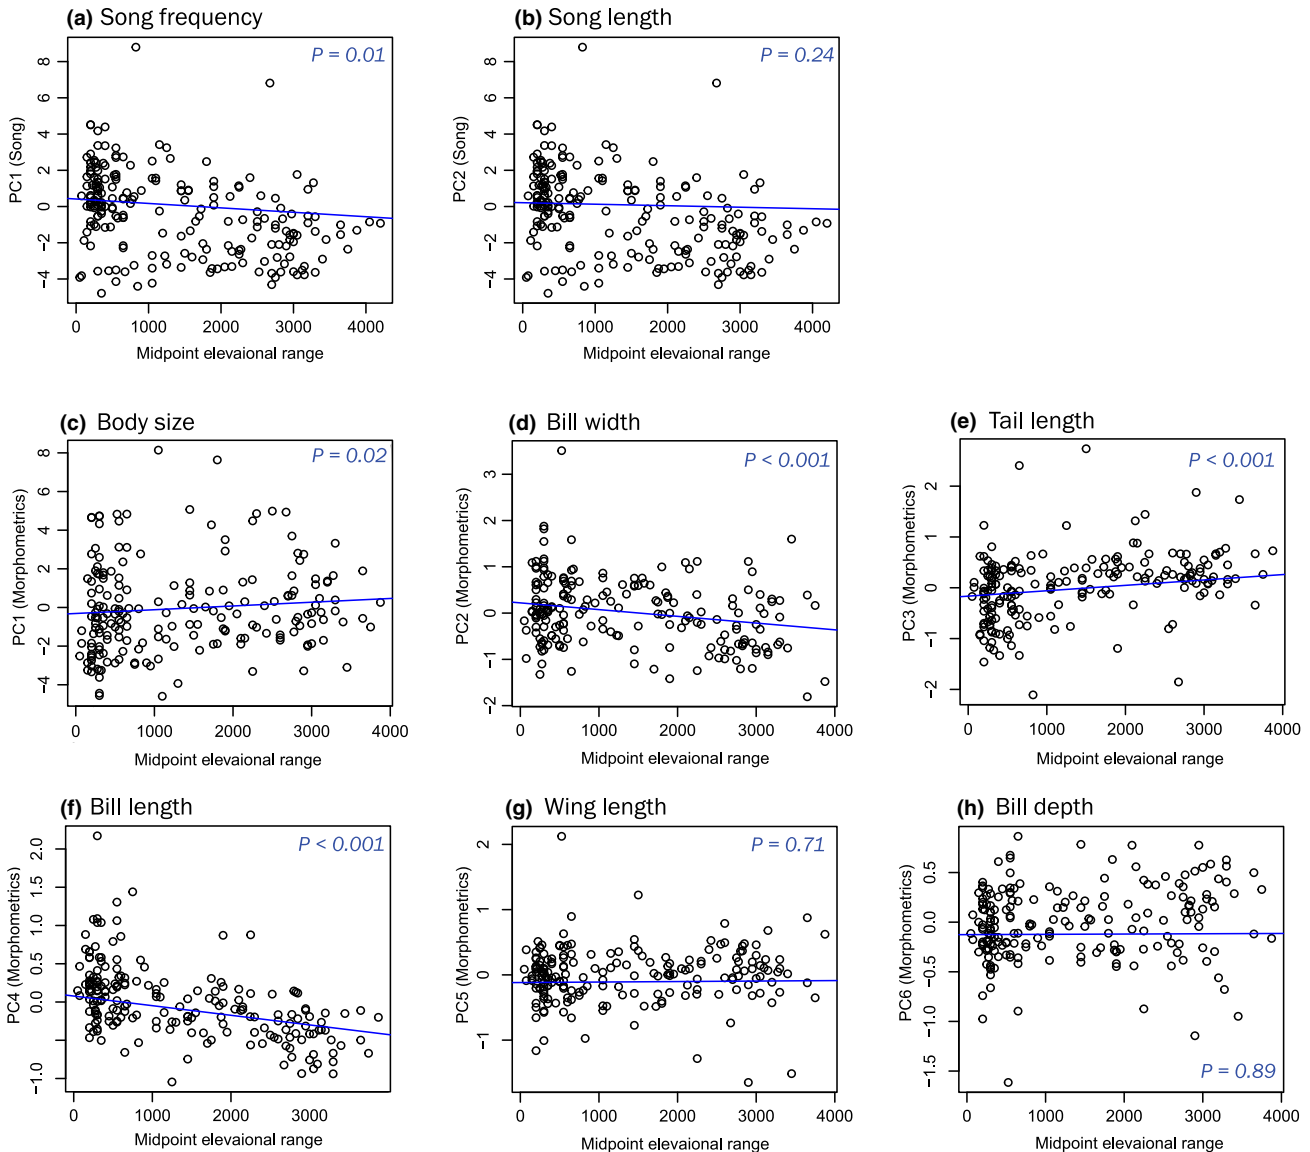 (a) Song frequency
P = 0.01
PC1 (Song)
8
6
4
2
0
−2
−4
0 1000 2000 3000 4000
Midpoint elevaional range
(b) Song length
P = 0.24
PC2 (Song)
8
6
4
2
0
−2
−4
0 1000 2000 3000 4000
Midpoint elevaional range
(c) Body size
P = 0.02
PC1 (Morphometrics)
8
6
4
2
0
−2
−4
0 1000 2000 3000 4000
Midpoint elevaional range
(d) Bill width
P < 0.001
PC2 (Morphometrics)
3
2
1
0
−1
−2
0 1000 2000 3000 4000
Midpoint elevaional range
(e) Tail length
P < 0.001
PC3 (Morphometrics)
2
1
0
−1
−2
0 1000 2000 3000 4000
Midpoint elevaional range
(f) Bill length
P < 0.001
PC4 (Morphometrics)
2.0
1.5
1.0
0.5
0.0
−1.0
0 1000 2000 3000
Midpoint elevaional range
(g) Wing length
P = 0.71
PC5 (Morphometrics)
2
1
0
−1
0 1000 2000 3000 4000
Midpoint elevaional range
(h) Bill depth
PC6 (Morphometrics)
0.5
0.0
−0.5
−1.0
−1.5
P = 0.89
0 1000 2000 3000 4000
Midpoint elevaional range